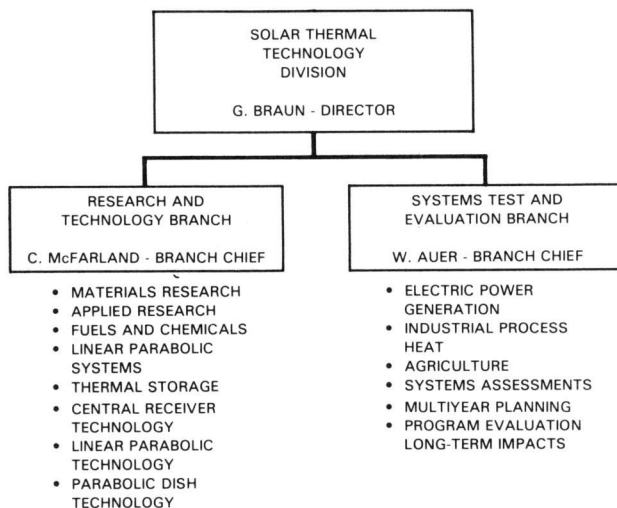 SOLAR THERMAL
TECHNOLOGY
DIVISION
G. BRAUN - DIRECTOR
RESEARCH AND
TECHNOLOGY BRANCH
C. McFARLAND - BRANCH CHIEF
• MATERIALS RESEARCH
• APPLIED RESEARCH
• FUELS AND CHEMICALS
• LINEAR PARABOLIC
SYSTEMS
• THERMAL STORAGE
• CENTRAL RECEIVER
TECHNOLOGY
• LINEAR PARABOLIC
TECHNOLOGY
• PARABOLIC DISH
TECHNOLOGY
SYSTEMS TEST AND
EVALUATION BRANCH
W. AUER - BRANCH CHIEF
• ELECTRIC POWER
GENERATION
• INDUSTRIAL PROCESS
HEAT
• AGRICULTURE
• SYSTEMS ASSESSMENTS
• MULTIYEAR PLANNING
• PROGRAM EVALUATION
LONG-TERM IMPACTS